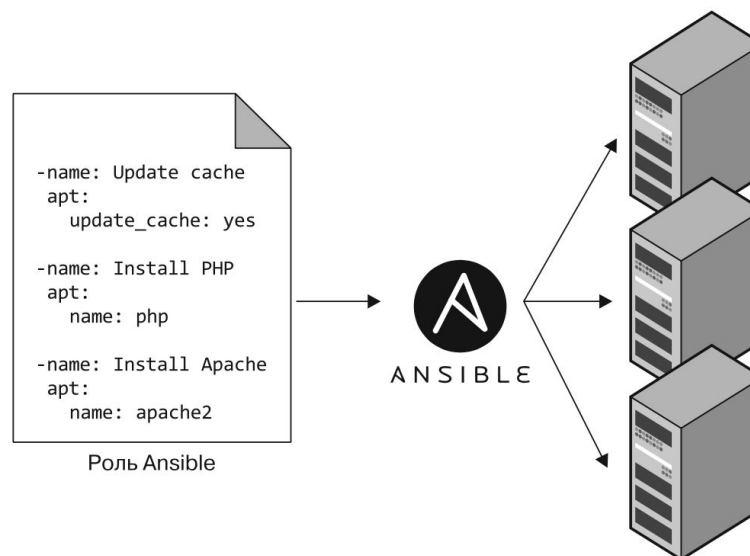 -name: Update cache
apt:
update_cache: yes
-name: Install PHP
apt:
name: php
-name: Install Apache
apt:
name: apache2
Роль Ansible
ANSIBLE